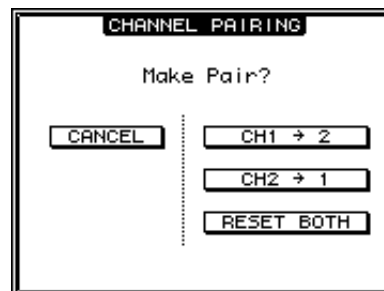 CHANNEL PAIRING
Make Pair?
CANCEL
CH1 → 2
CH2 → 1
RESET BOTH